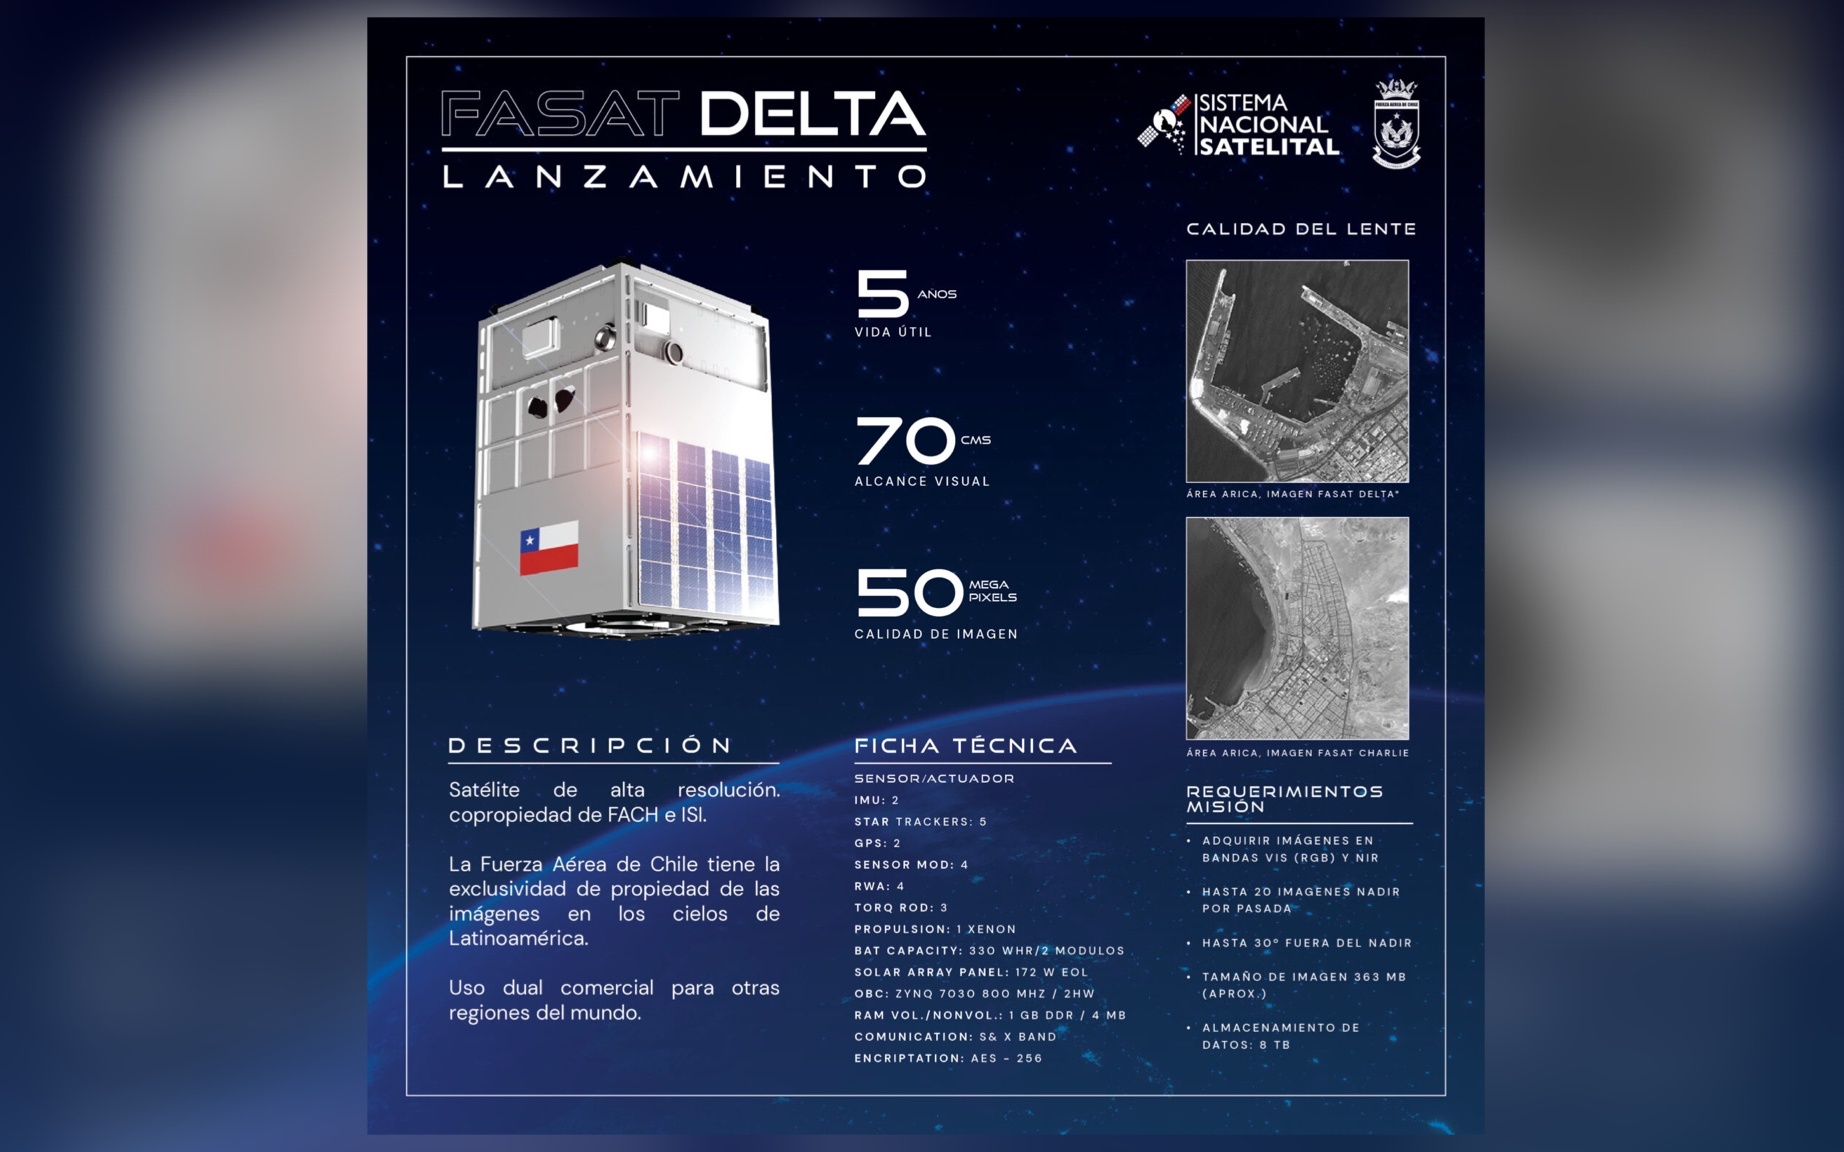 FASAT DELTA
LANZAMIENTO
SISTEMA
NACIONAL
SATELITAL
FUERZA AEREA DE CHILE
5 AÑOS
VIDA ÚTIL
70 CMS
ALCANCE VISUAL
50 MEGA
PIXELS
CALIDAD DE IMAGEN
CALIDAD DEL LENTE
ÁREA ARICA, IMAGEN FASAT DELTA*
ÁREA ARICA, IMAGEN FASAT CHARLIE
DESCRIPCIÓN
Satélite de alta resolución.
copropiedad de FACH e ISI.
La Fuerza Aérea de Chile tiene la
exclusividad de propiedad de las
imágenes en los cielos de
Latinoamérica.
Uso dual comercial para otras
regiones del mundo.
FICHA TÉCNICA
SENSOR/ACTUADOR
IMU: 2
STAR TRACKERS: 5
GPS: 2
SENSOR MOD: 4
RWA: 4
TORQ ROD: 3
PROPULSION: 1 XENON
BAT CAPACITY: 330 WHR/2 MODULOS
SOLAR ARRAY PANEL: 172 W EOL
OBC: ZYNQ 7030 800 MHZ / 2HW
RAM VOL./NONVOL.: 1 GB DDR / 4 MB
COMUNICATION: S& X BAND
ENCRIPTATION: AES - 256
REQUERIMIENTOS
MISIÓN
• ADQUIRIR IMÁGENES EN
BANDAS VIS (RGB) Y NIR
• HASTA 20 IMAGENES NADIR
POR PASADA
• HASTA 30º FUERA DEL NADIR
• TAMAÑO DE IMAGEN 363 MB
(APROX.)
• ALMACENAMIENTO DE
DATOS: 8 TB